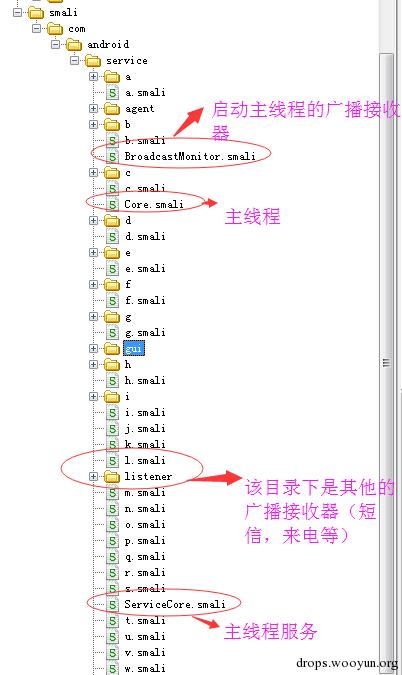 smali
com
android
service
a
a.smali
agent
b
b.smali
BroadcastMonitor.smali
启动主线程的广播接收
器
c
c.smali
Core.smali
主线程
d
d.smali
e
e.smali
f
f.smali
g
g.smali
gui
h
h.smali
i
i.smali
j.smali
k.smali
l.smali
listener
该目录下是其他的
广播接收器（短
信，来电等）
m.smali
n.smali
o.smali
p.smali
q.smali
r.smali
s.smali
ServiceCore.smali
主线程服务
t.smali
u.smali
v.smali
w.smali
drops.wooyun.org